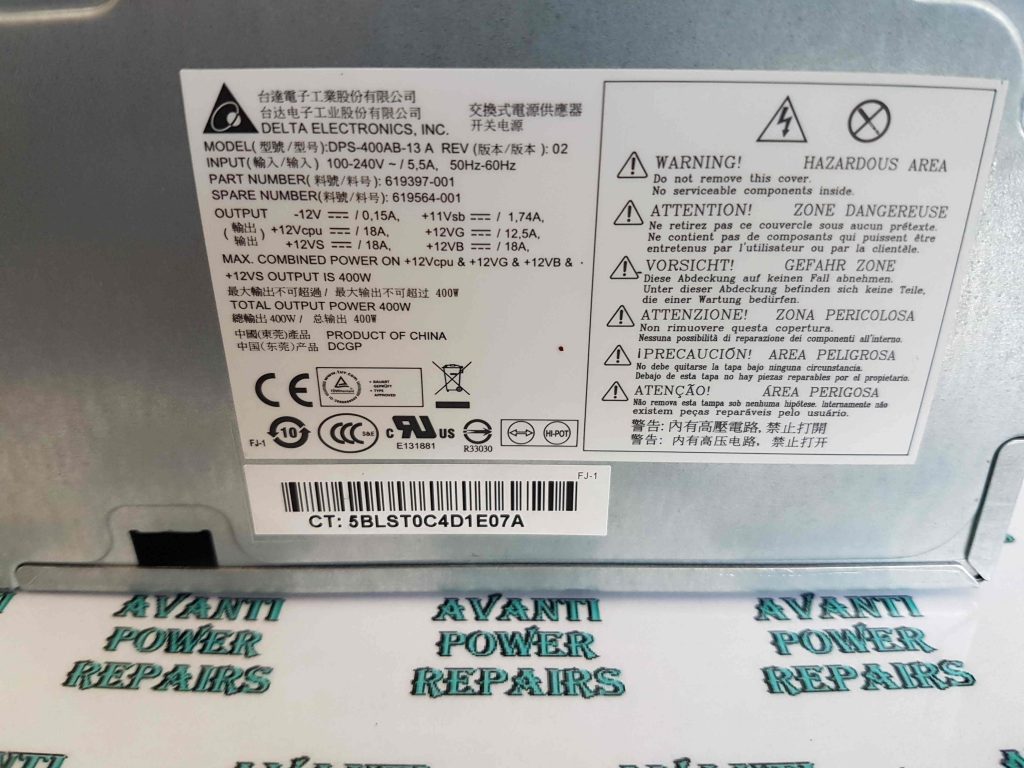 台達電子工業股份有限公司
台达电子工业股份有限公司
DELTA ELECTRONICS, INC.
交換式電源供應器
开关电源
MODEL(型號/型号):DPS-400AB-13 A REV(版本/版本): 02
INPUT(輸入/输入) 100-240V ~ / 5,5A, 50Hz-60Hz
PART NUMBER(料號/料号): 619397-001
SPARE NUMBER(料號/料号): 619564-001
OUTPUT -12V ⎓ / 0,15A, +11Vsb ⎓ / 1,74A,
(輸出/输出) +12Vcpu ⎓ / 18A, +12VG ⎓ / 12,5A,
+12VS ⎓ / 18A, +12VB ⎓ / 18A,
MAX. COMBINED POWER ON +12Vcpu & +12VG & +12VB &
+12VS OUTPUT IS 400W
最大輸出不可超過 / 最大输出不可超过 400W
TOTAL OUTPUT POWER 400W
總輸出 400W / 总输出 400W
中國(東莞)產品 PRODUCT OF CHINA
中国(东莞)产品 DCGP
CE
TÜV
BAUART
GEPRÜFT
TYPE
APPROVED
FJ-1
10
CCC
S&E
c RU US
E131881
R33030
HI-POT
WARNING! HAZARDOUS AREA
Do not remove this cover.
No serviceable components inside.
ATTENTION! ZONE DANGEREUSE
Ne retirez pas ce couvercle sous aucun prétexte.
Ne contient pas de composants qui puissent être
entretenus par l'utilisateur ou par la clientèle.
VORSICHT! GEFAHR ZONE
Diese Abdeckung auf keinen Fall abnehmen.
Unter dieser Abdeckung befinden sich keine Teile,
die einer Wartung bedürfen.
ATTENZIONE! ZONA PERICOLOSA
Non rimuovere questa copertura.
Nessuna possibilità di reparazione dei componenti all'interno.
¡PRECAUCIÓN! AREA PELIGROSA
No debe quitarse la tapa bajo ninguna circunstancia.
Debajo de esta tapa no hay piezas reparables por el propietario.
ATENÇÃO! ÁREA PERIGOSA
Não remova esta tampa sob nenhuma hipótese. Internamente não
existem peças reparáveis pelo usuário.
警告: 內有高壓電路, 禁止打開
警告: 内有高压电路, 禁止打开
FJ-1
CT: 5BLST0C4D1E07A
AVANTI AVANTI AVANTI
POWER POWER POWER
REPAIRS REPAIRS REPAIRS
AVANTI